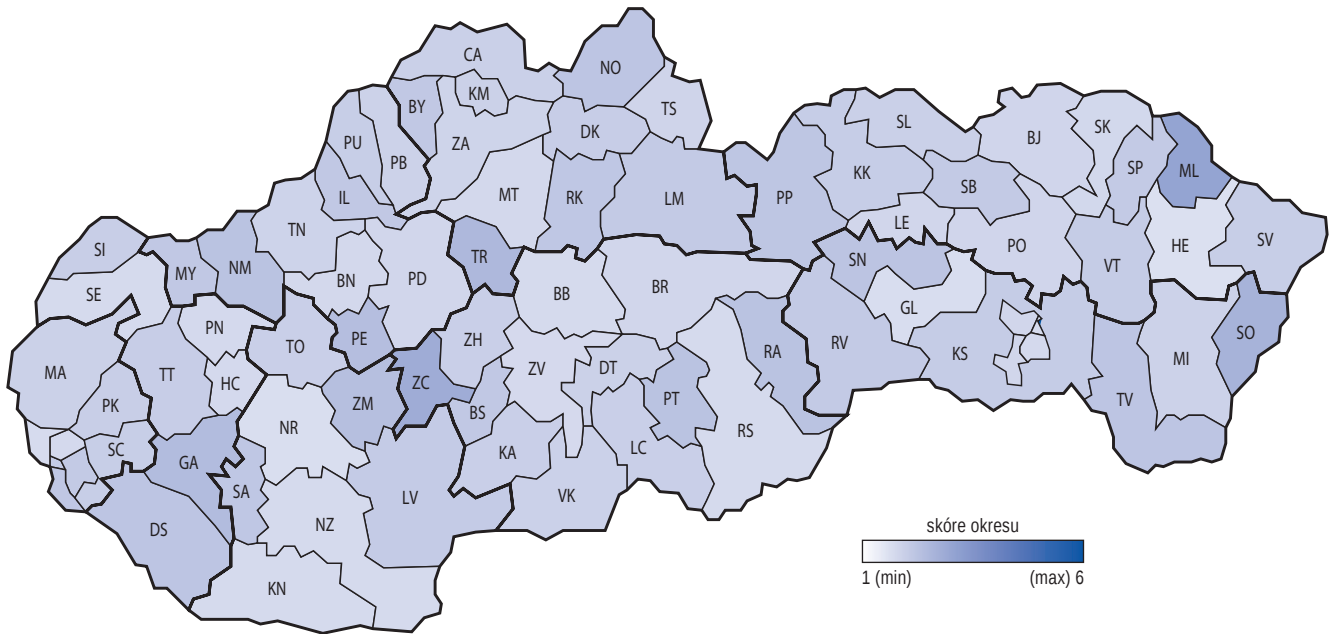 CA
NO
KM
BY
TS
ZA
DK
PU
PB
SL
BJ
SK
SP
ML
KK
IL
MT
RK
LM
PP
SB
LE
TN
PO
HE
SV
VT
SI
MY
NM
BN
PD
TR
SN
SE
BB
BR
GL
PN
TO
PE
ZH
RV
KS
RA
MI
SO
MA
TT
HC
ZC
ZV
DT
PT
TV
PK
ZM
BS
NR
KA
LC
RS
SC
GA
SA
LV
VK
DS
NZ
KN
skóre okresu
1 (min)
(max) 6